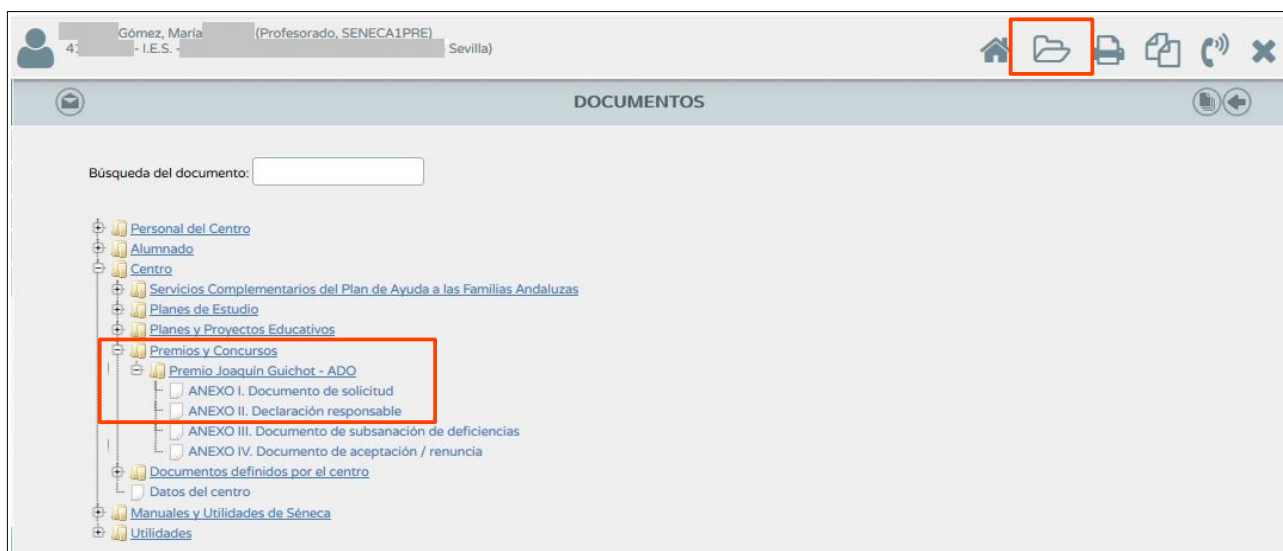 Gómez, María (Profesorado, SENECA1PRE)
41 - I.E.S. - Sevilla)
DOCUMENTOS
Búsqueda del documento:
Personal del Centro
Alumnado
Centro
Servicios Complementarios del Plan de Ayuda a las Familias Andaluzas
Planes de Estudio
Planes y Proyectos Educativos
Premios y Concursos
Premio Joaquín Guichot - ADO
ANEXO I. Documento de solicitud
ANEXO II. Declaración responsable
ANEXO III. Documento de subsanación de deficiencias
ANEXO IV. Documento de aceptación / renuncia
Documentos definidos por el centro
Datos del centro
Manuales y Utilidades de Séneca
Utilidades